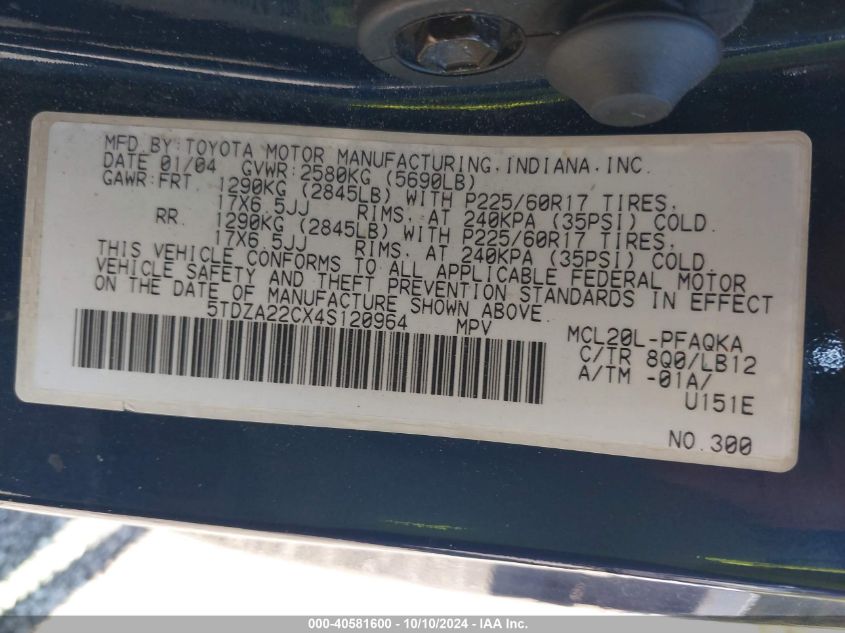 MFD.BY:TOYOTA MOTOR MANUFACTURING,INDIANA,INC.
DATE 01/04 GVWR:2580KG (5690LB)
GAWR:FRT 1290KG (2845LB) WITH P225/60R17 TIRES,
17X6.5JJ RIMS, AT 240KPA (35PSI) COLD.
RR. 1290KG (2845LB) WITH P225/60R17 TIRES,
17X6.5JJ RIMS, AT 240KPA (35PSI) COLD.
THIS VEHICLE CONFORMS TO ALL APPLICABLE FEDERAL MOTOR
VEHICLE SAFETY AND THEFT PREVENTION STANDARDS IN EFFECT
ON THE DATE OF MANUFACTURE SHOWN ABOVE.
5TDZA22CX4S120964 MPV
MCL20L-PFAQKA
C/TR 8Q0/LB12
A/TM -01A/
U151E
NO.300
000-40581600 - 10/10/2024 - © IAA Inc.